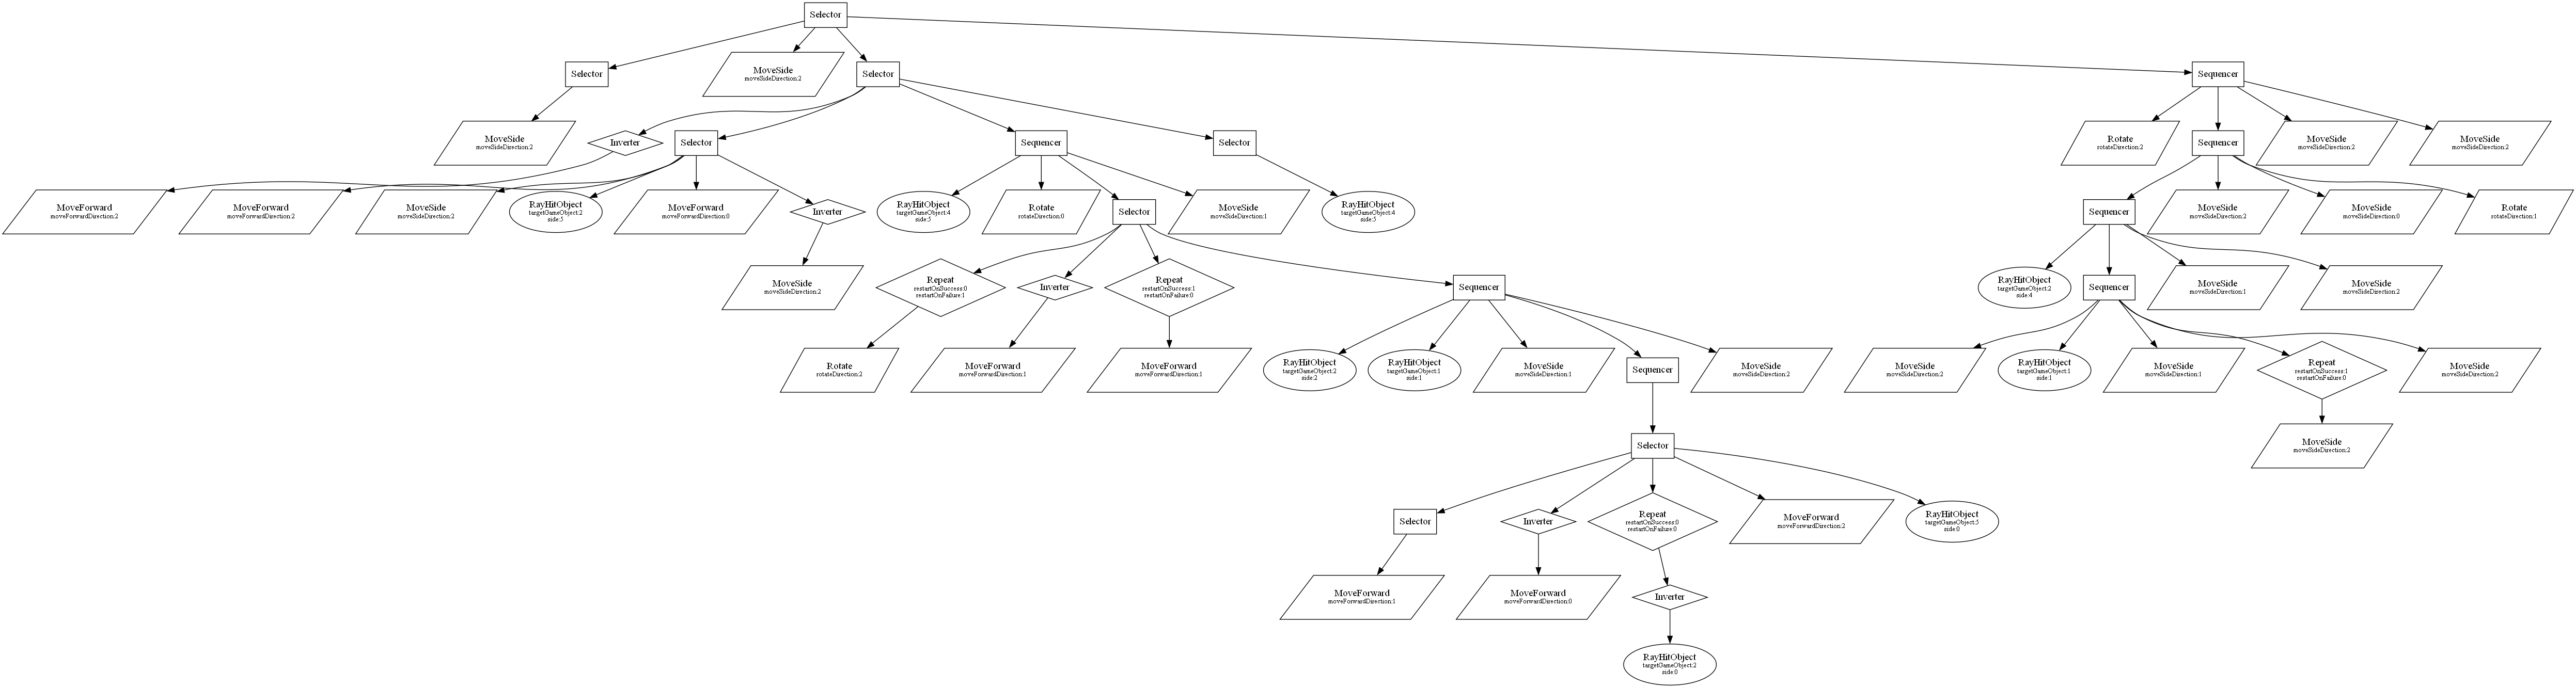 Selector
Selector
MoveSide
moveSideDirection:2
Selector
Sequencer
MoveSide
moveSideDirection:2
Inverter
Selector
Sequencer
Selector
Rotate
rotateDirection:2
Sequencer
MoveSide
moveSideDirection:2
MoveSide
moveSideDirection:2
MoveForward
moveForwardDirection:2
MoveForward
moveForwardDirection:2
MoveSide
moveSideDirection:2
RayHitObject
targetGameObject:2
side:5
MoveForward
moveForwardDirection:0
Inverter
RayHitObject
targetGameObject:4
side:5
Rotate
rotateDirection:0
Selector
MoveSide
moveSideDirection:1
RayHitObject
targetGameObject:4
side:5
Sequencer
MoveSide
moveSideDirection:2
MoveSide
moveSideDirection:0
Rotate
rotateDirection:1
MoveSide
moveSideDirection:2
Repeat
restartOnSuccess:0
restartOnFailure:1
Inverter
Repeat
restartOnSuccess:1
restartOnFailure:0
Sequencer
RayHitObject
targetGameObject:2
side:4
Sequencer
MoveSide
moveSideDirection:1
MoveSide
moveSideDirection:2
Rotate
rotateDirection:2
MoveForward
moveForwardDirection:1
MoveForward
moveForwardDirection:1
RayHitObject
targetGameObject:2
side:2
RayHitObject
targetGameObject:1
side:1
MoveSide
moveSideDirection:1
Sequencer
MoveSide
moveSideDirection:2
MoveSide
moveSideDirection:2
RayHitObject
targetGameObject:1
side:1
MoveSide
moveSideDirection:1
Repeat
restartOnSuccess:1
restartOnFailure:0
MoveSide
moveSideDirection:2
Selector
MoveSide
moveSideDirection:2
Selector
Inverter
Repeat
restartOnSuccess:0
restartOnFailure:0
MoveForward
moveForwardDirection:2
RayHitObject
targetGameObject:5
side:0
MoveForward
moveForwardDirection:1
MoveForward
moveForwardDirection:0
Inverter
RayHitObject
targetGameObject:2
side:0